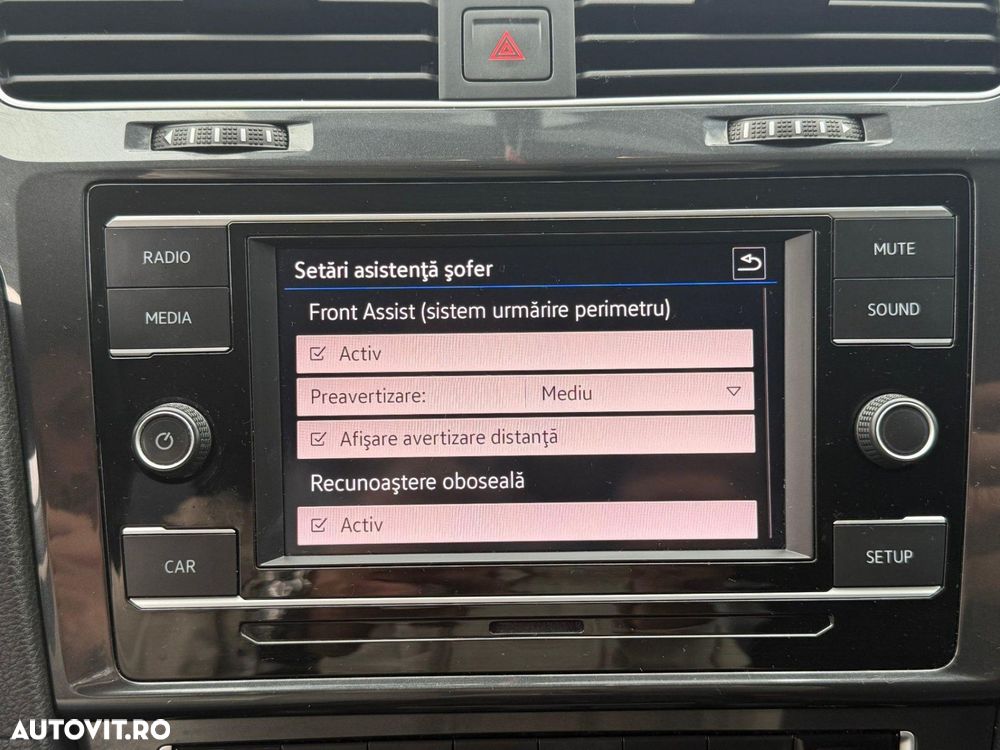 RADIO
MEDIA
CAR
Setări asistenţă şofer
Front Assist (sistem urmărire perimetru)
Activ
Preavertizare: Mediu
Afişare avertizare distanţă
Recunoaştere oboseală
Activ
MUTE
SOUND
SETUP
AUTOVIT.RO